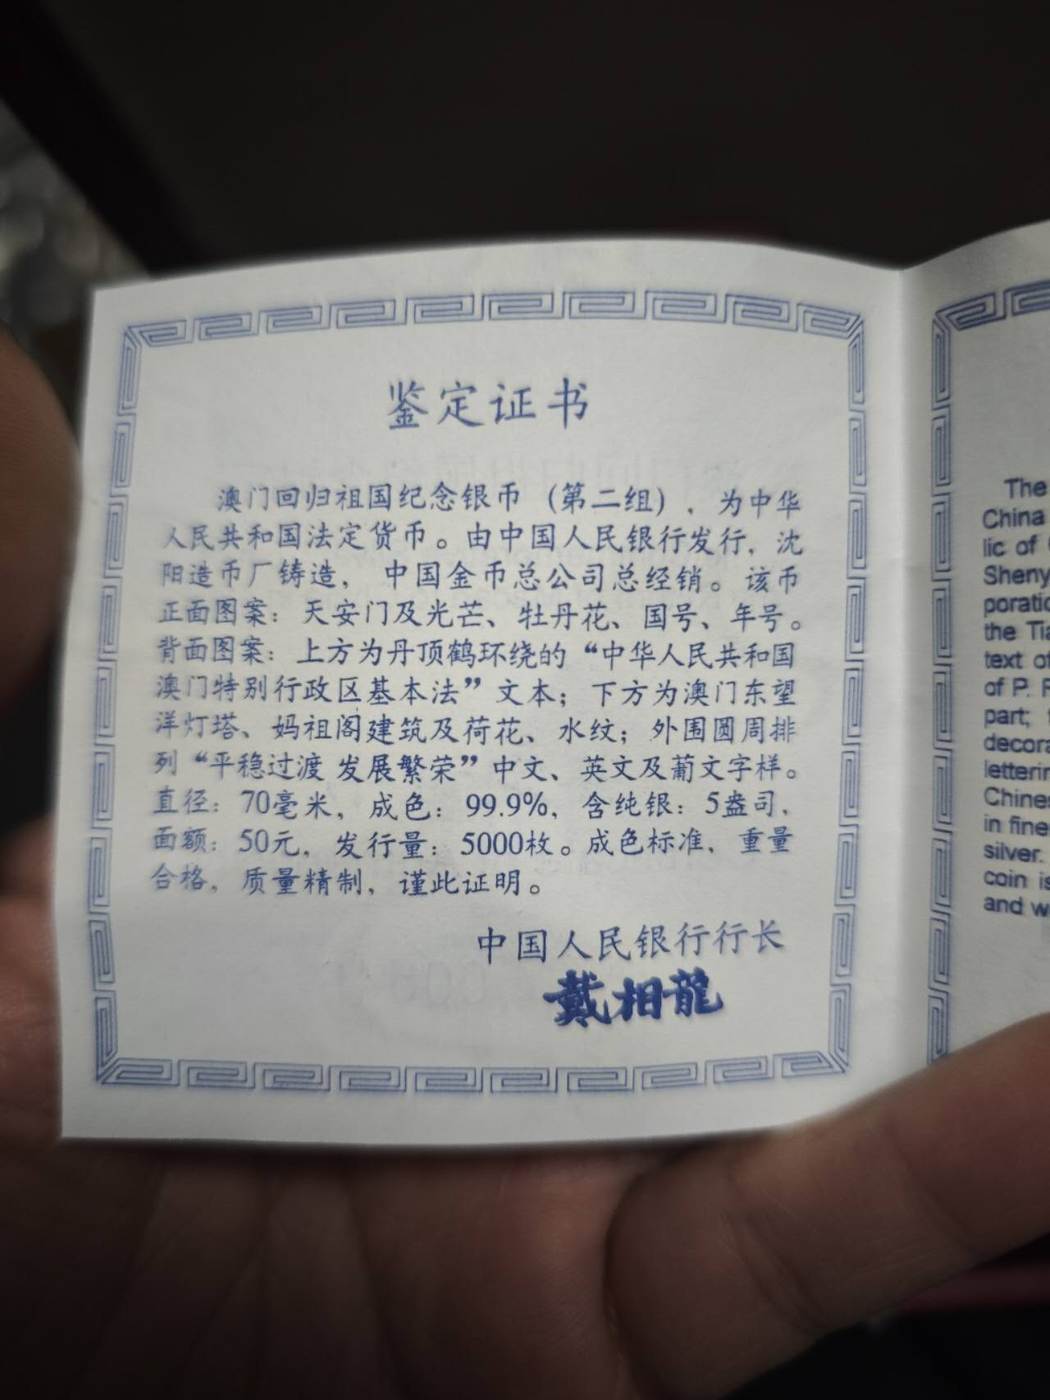 鉴定证书
澳门回归祖国纪念银币（第二组），为中华
人民共和国法定货币。由中国人民银行发行，沈
阳造币厂铸造，中国金币总公司总经销。该币
正面图案：天安门及光芒、牡丹花、国号、年号。
背面图案：上方为丹顶鹤环绕的“中华人民共和国
澳门特别行政区基本法”文本；下方为澳门东望
洋灯塔、妈祖阁建筑及荷花、水纹；外围圆周排
列“平稳过渡 发展繁荣”中文、英文及葡文字样。
直径：70毫米，成色：99.9%，含纯银：5盎司，
面额：50元，发行量：5000枚。成色标准，重量
合格，质量精制，谨此证明。
中国人民银行行长
戴相龍
The
China
lic of
Sheny
poratio
the Tia
text of
of P. R
part;
decora
letterin
Chines
in fine
silver.
coin is
and w